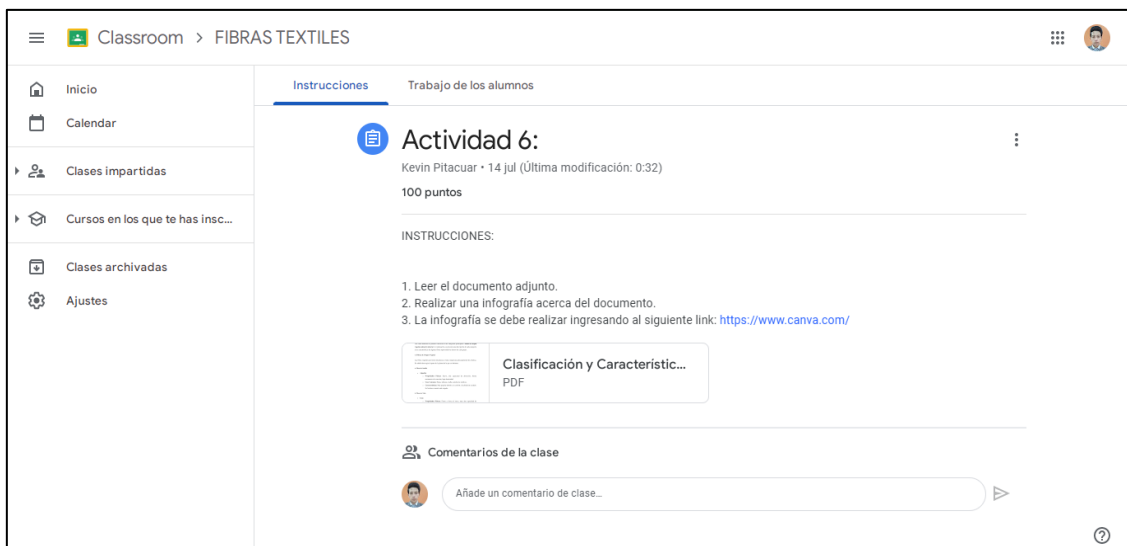 Classroom > FIBRAS TEXTILES
Inicio
Calendar
Clases impartidas
Cursos en los que te has insc...
Clases archivadas
Ajustes
Instrucciones
Trabajo de los alumnos
Actividad 6:
Kevin Pitacuar • 14 jul (Última modificación: 0:32)
100 puntos
INSTRUCCIONES:
1. Leer el documento adjunto.
2. Realizar una infografía acerca del documento.
3. La infografía se debe realizar ingresando al siguiente link: https://www.canva.com/
Clasificación y Característic...
PDF
Comentarios de la clase
Añade un comentario de clase...